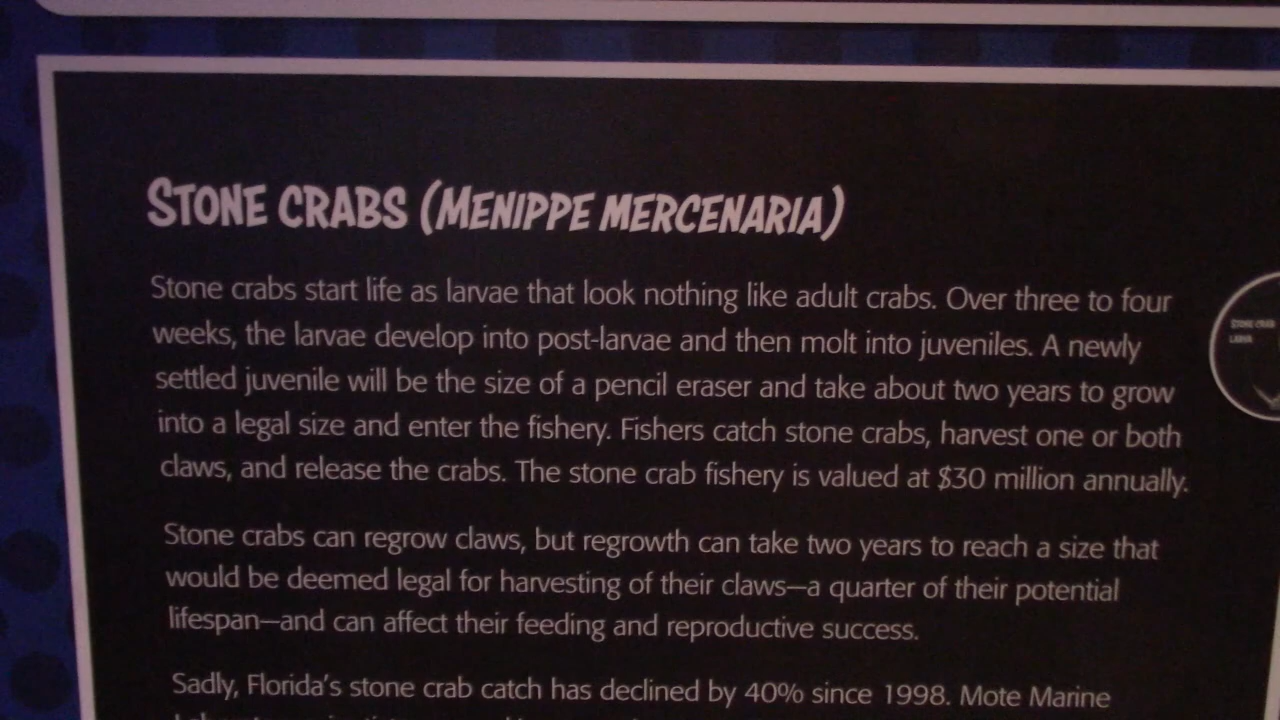 STONE CRABS (MENIPPE MERCENARIA)
Stone crabs start life as larvae that look nothing like adult crabs. Over three to four
weeks, the larvae develop into post-larvae and then molt into juveniles. A newly
settled juvenile will be the size of a pencil eraser and take about two years to grow
into a legal size and enter the fishery. Fishers catch stone crabs, harvest one or both
claws, and release the crabs. The stone crab fishery is valued at $30 million annually.
STONE CRAB
LARVA
Stone crabs can regrow claws, but regrowth can take two years to reach a size that
would be deemed legal for harvesting of their claws—a quarter of their potential
lifespan—and can affect their feeding and reproductive success.
Sadly, Florida's stone crab catch has declined by 40% since 1998. Mote Marine